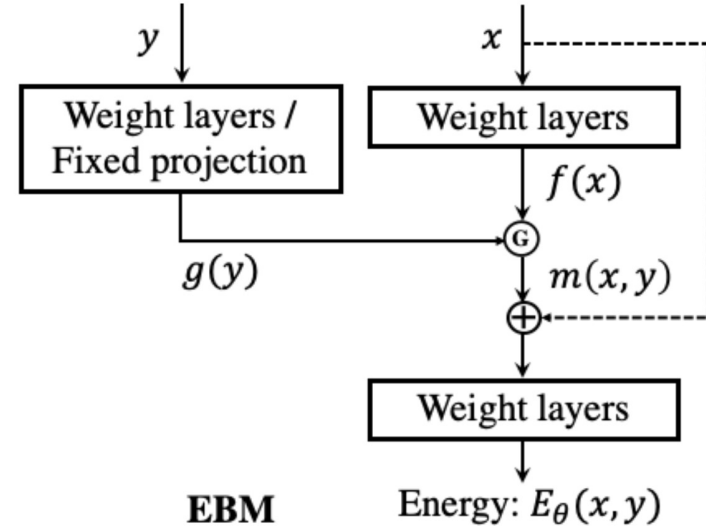 y
x
Weight layers /
Fixed projection
Weight layers
f(x)
G
g(y)
m(x, y)
+
Weight layers
EBM
Energy: E_θ(x, y)